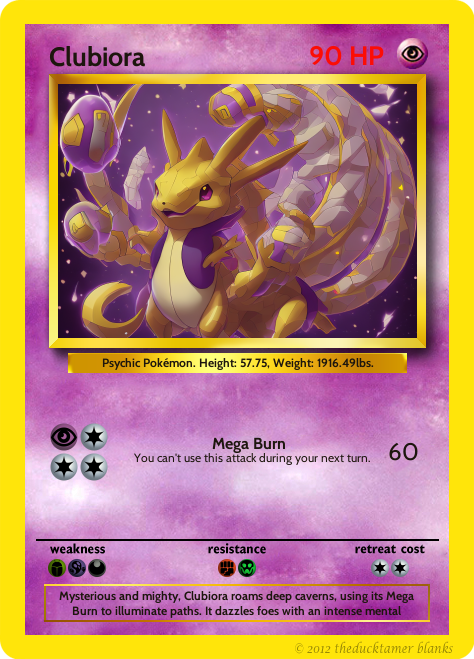 Clubiora
90 HP
Psychic Pokémon. Height: 57.75, Weight: 1916.49lbs.
Mega Burn
You can't use this attack during your next turn.
60
weakness
resistance
retreat cost
Mysterious and mighty, Clubiora roams deep caverns, using its Mega
Burn to illuminate paths. It dazzles foes with an intense mental
© 2012 theducktamer blanks